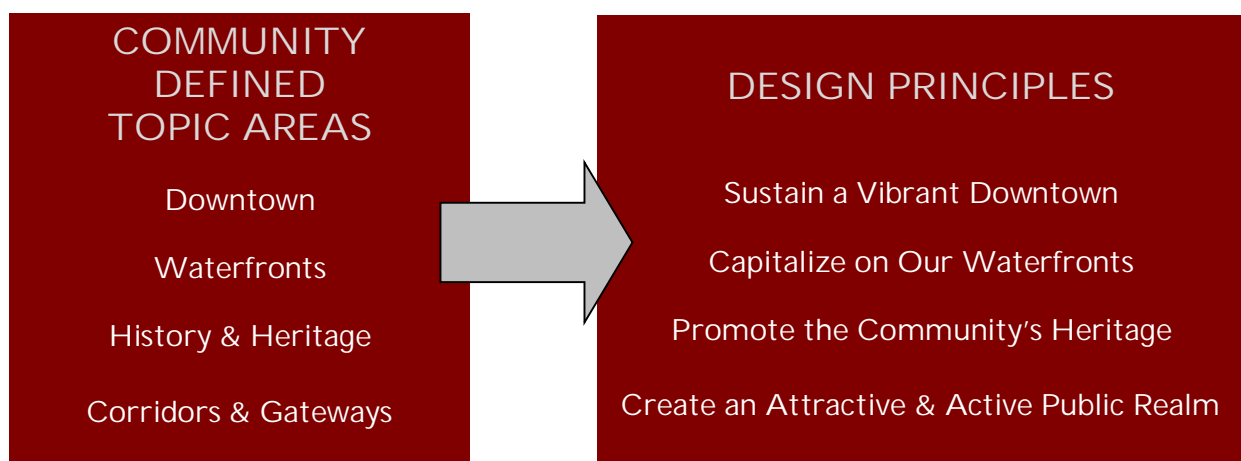 COMMUNITY
DEFINED
TOPIC AREAS
Downtown
Waterfronts
History & Heritage
Corridors & Gateways
DESIGN PRINCIPLES
Sustain a Vibrant Downtown
Capitalize on Our Waterfronts
Promote the Community's Heritage
Create an Attractive & Active Public Realm